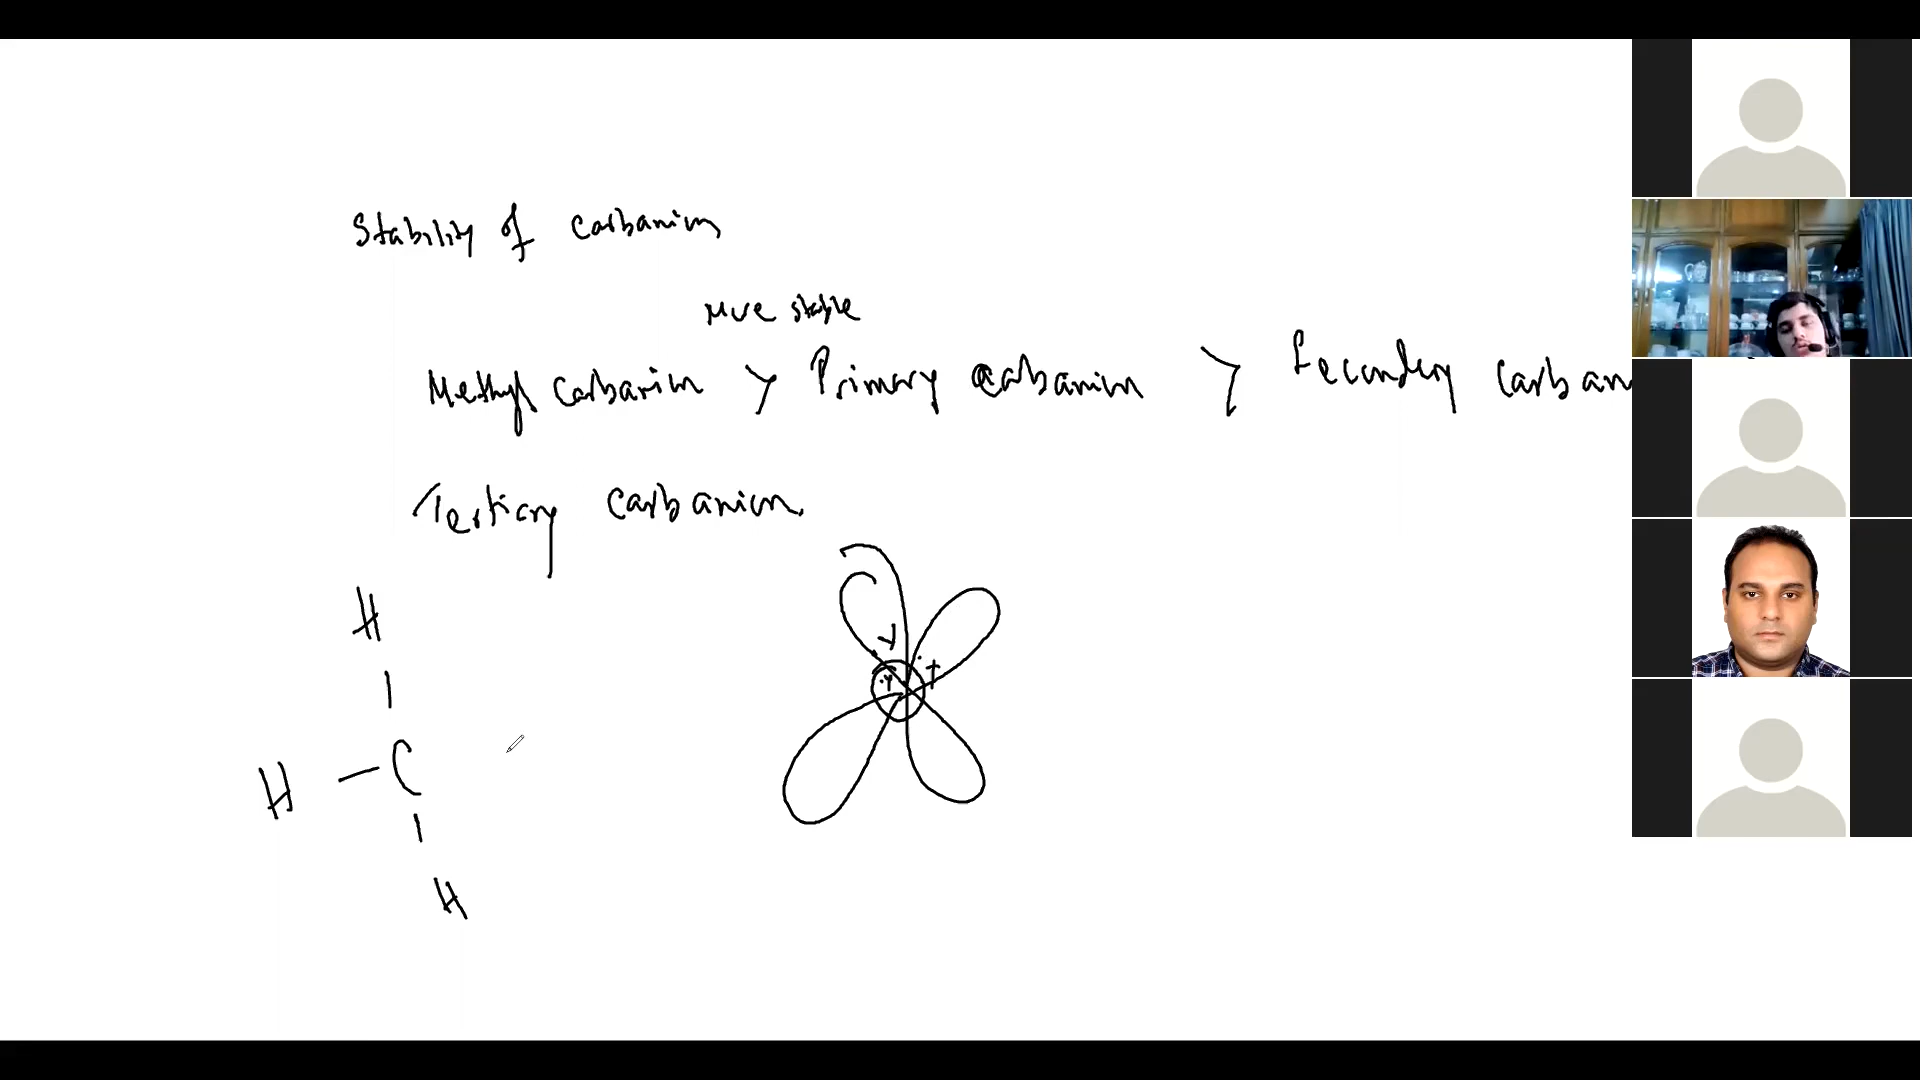 Stability of carbanion
More stable
Methyl carbanion > Primary carbanion > Secondary carban
Tertiary carbanion
H
H - C
H